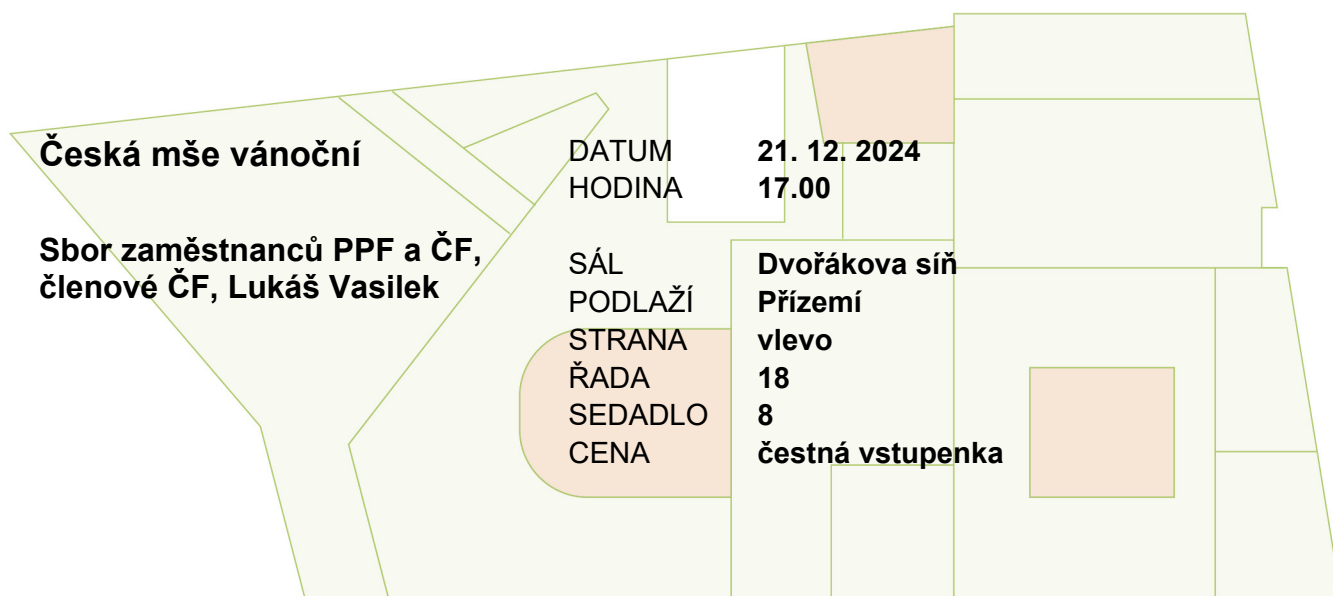 Česká mše vánoční
Sbor zaměstnanců PPF a ČF,
členové ČF, Lukáš Vasilek
DATUM 21. 12. 2024
HODINA 17.00
SÁL Dvořákova síň
PODLAŽÍ Přízemí
STRANA vlevo
ŘADA 18
SEDADLO 8
CENA čestná vstupenka